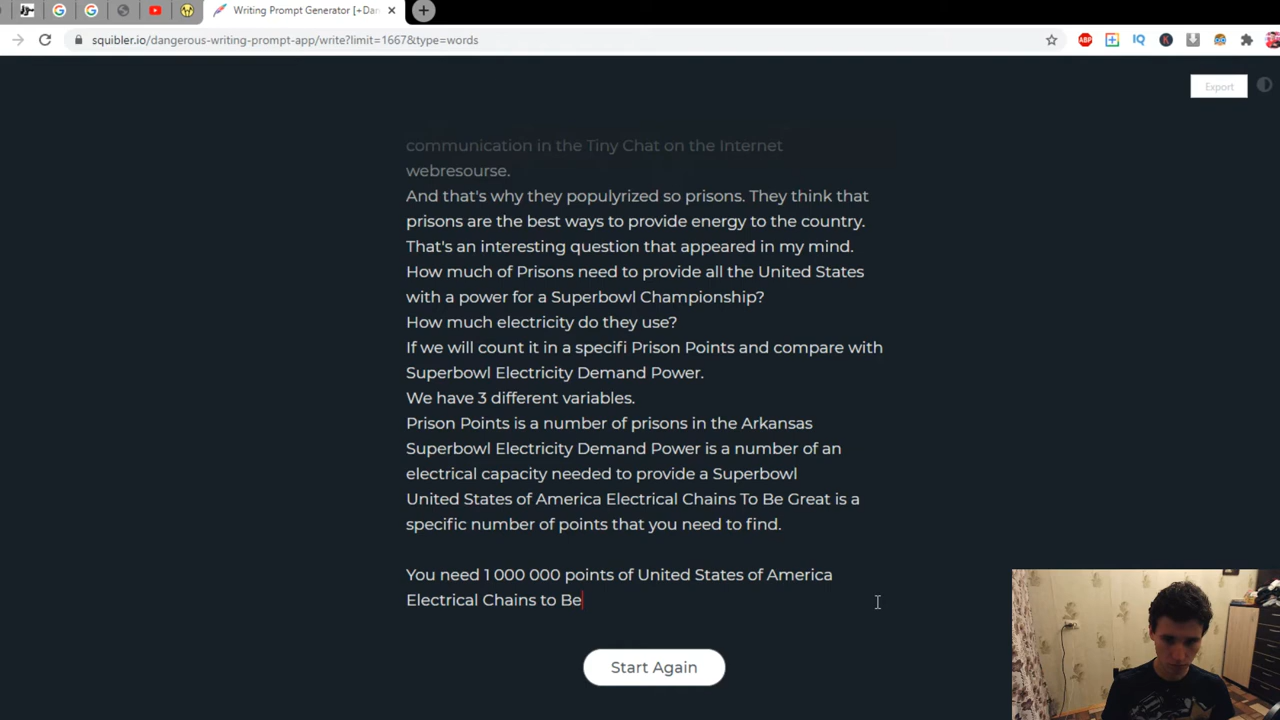 Writing Prompt Generator [+Dan
squibler.io/dangerous-writing-prompt-app/write?limit=1667&type=words
ABP
IQ
K
Export
communication in the Tiny Chat on the Internet
webresourse.
And that's why they populyrized so prisons. They think that
prisons are the best ways to provide energy to the country.
That's an interesting question that appeared in my mind.
How much of Prisons need to provide all the United States
with a power for a Superbowl Championship?
How much electricity do they use?
If we will count it in a specifi Prison Points and compare with
Superbowl Electricity Demand Power.
We have 3 different variables.
Prison Points is a number of prisons in the Arkansas
Superbowl Electricity Demand Power is a number of an
electrical capacity needed to provide a Superbowl
United States of America Electrical Chains To Be Great is a
specific number of points that you need to find.
You need 1 000 000 points of United States of America
Electrical Chains to Be
Start Again